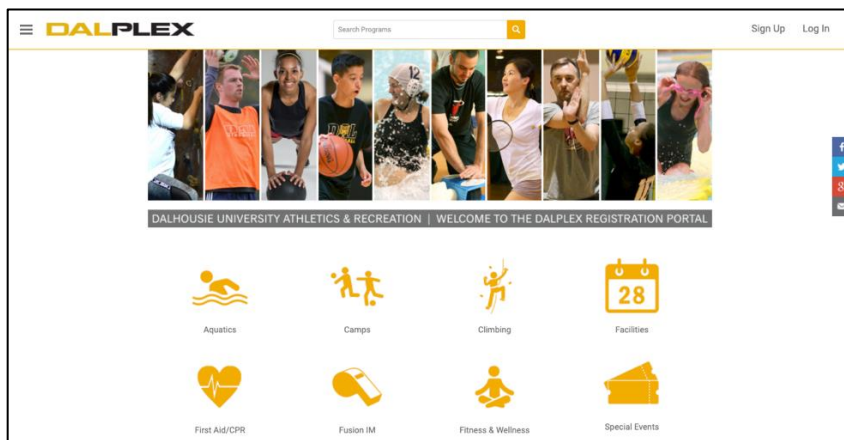 DALPLEX
Search Programs
Sign Up Log In
12
DALHOUSIE UNIVERSITY ATHLETICS & RECREATION | WELCOME TO THE DALPLEX REGISTRATION PORTAL
28
Aquatics
Camps
Climbing
Facilities
First Aid/CPR
Fusion IM
Fitness & Wellness
Special Events